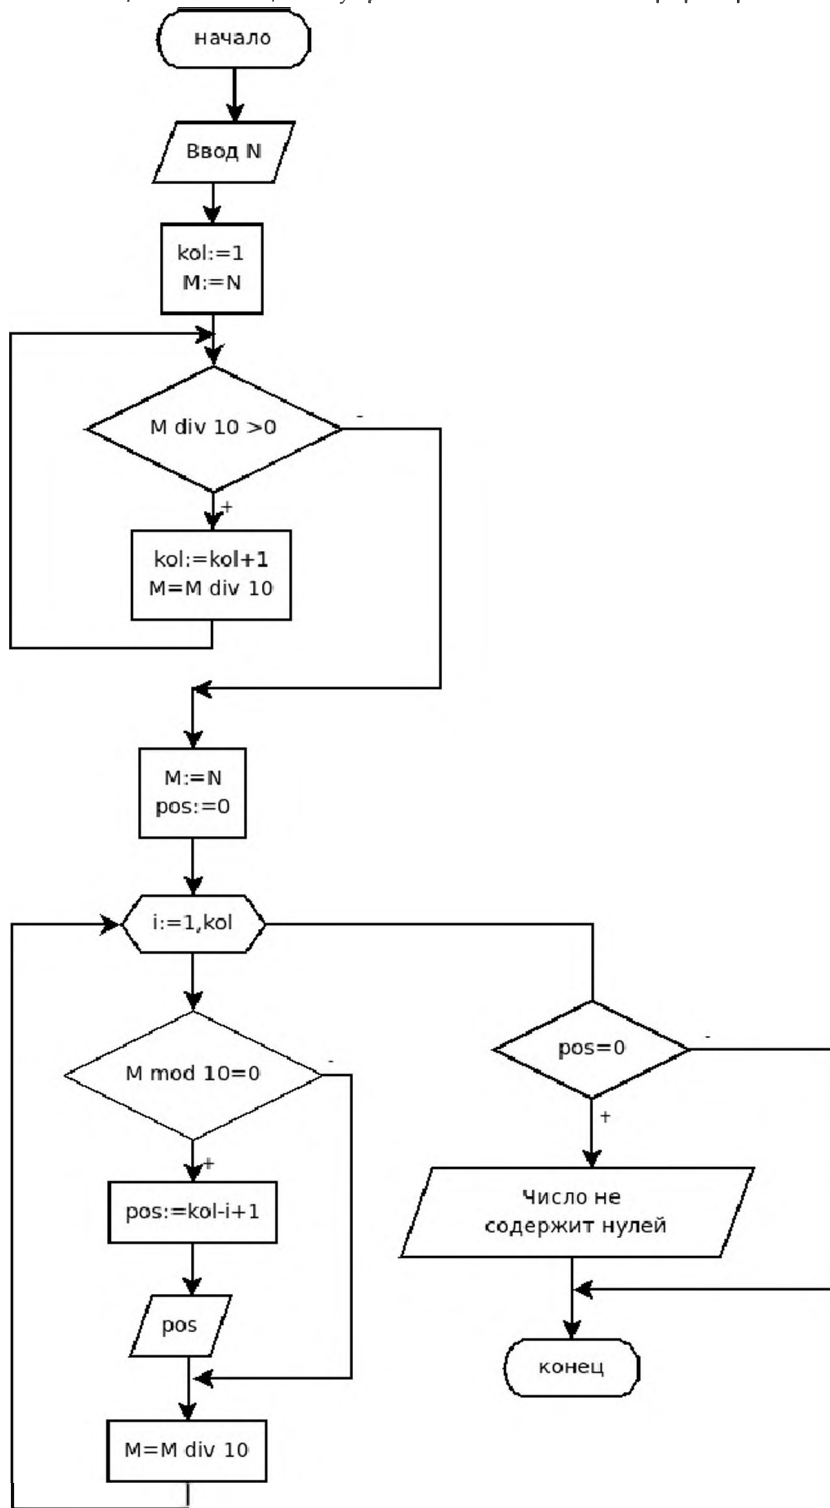 начало
Ввод N
kol:=1
M:=N
M div 10 >0
-
+
kol:=kol+1
M=M div 10
M:=N
pos:=0
i:=1,kol
M mod 10=0
-
+
pos:=kol-i+1
pos
M=M div 10
pos=0
-
+
Число не
содержит нулей
конец